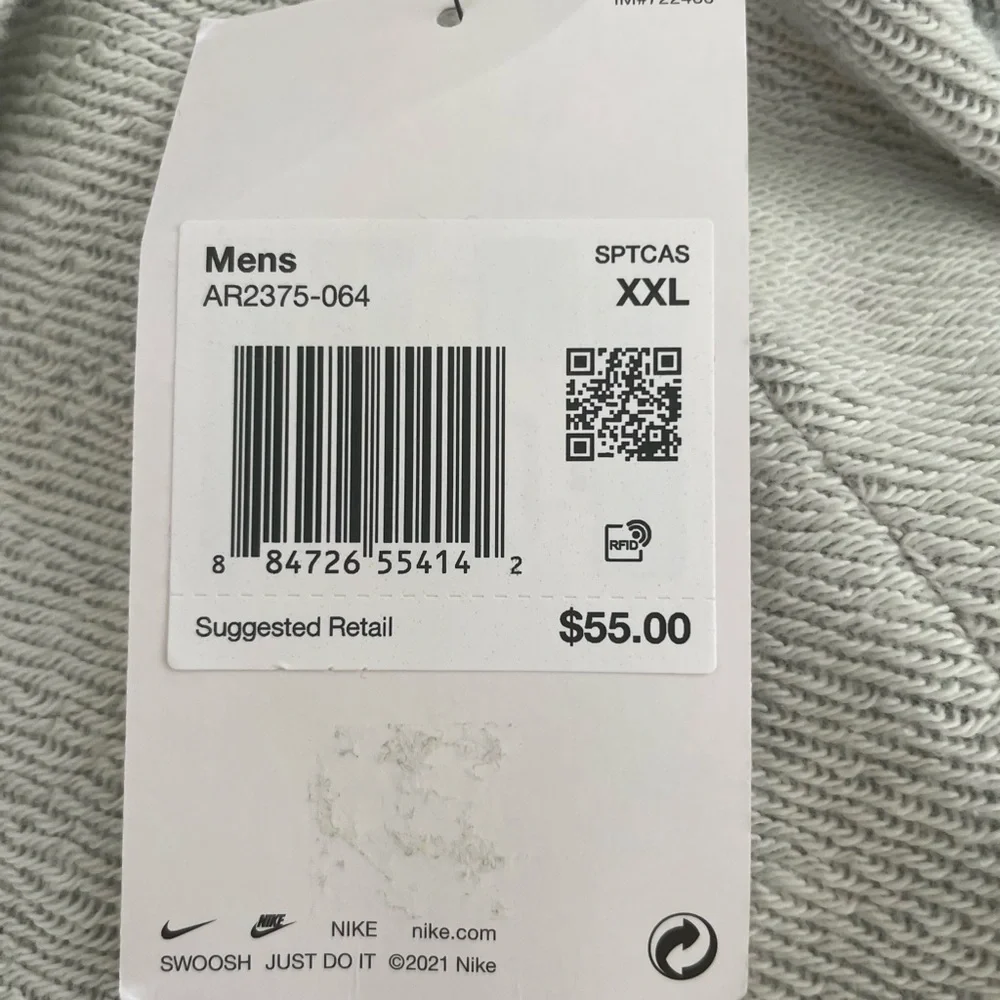 Mens SPTCAS
AR2375-064 XXL
RFID
8 84726 55414 2
Suggested Retail $55.00
NIKE NIKE nike.com
SWOOSH JUST DO IT ©2021 Nike